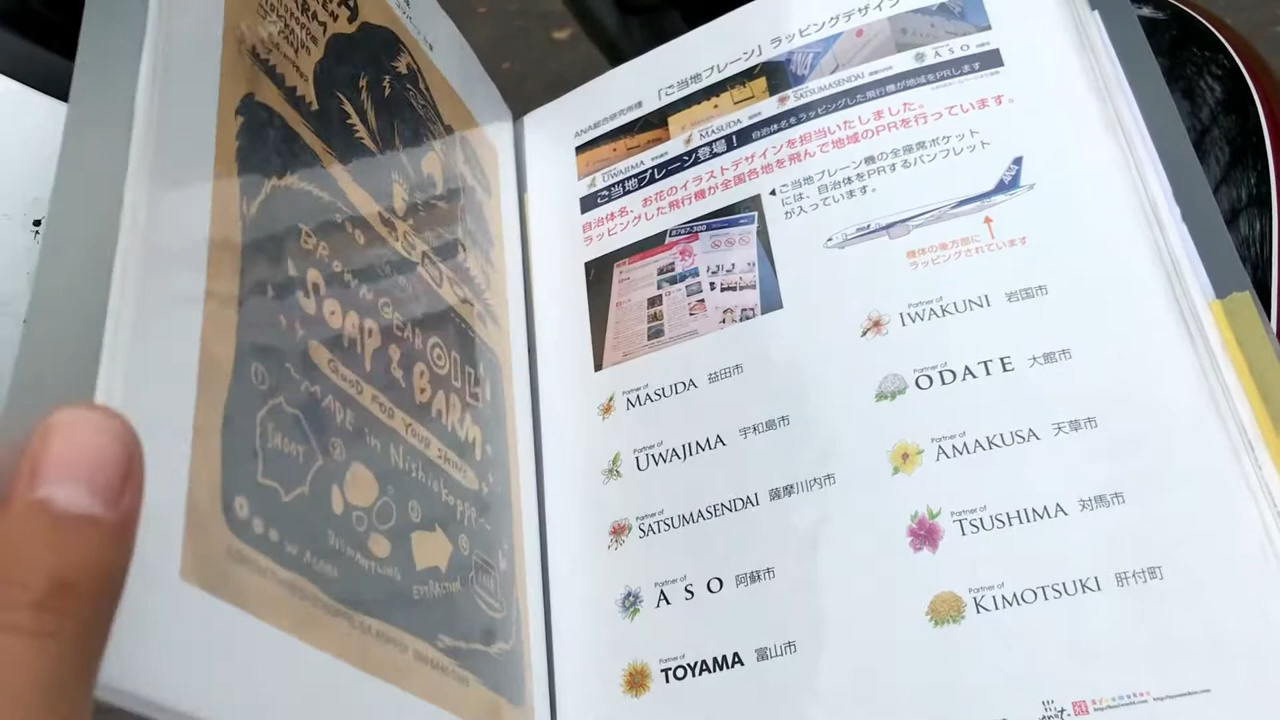 BROWN BEAR OIL
SOAP & BARM
GOOD FOR YOUR SKINS
MADE in Nishiokoppe
① SHOOT
②
DISMANTLING
③
EXTRACTION
④
ANA総合研究所様 「ご当地プレーン」ラッピングデザイン
UWAJIMA
MASUDA
SATSUMASENDAI
ASO
ご当地プレーン登場! 自治体名をラッピングした飛行機が地域をPRします
自治体名、お花のイラストデザインを担当いたしました。
ラッピングした飛行機が全国各地を飛んで地域のPRを行っています。
B767-300
◀ご当地プレーン機の全座席ポケット
には、自治体をPRするパンフレット
が入っています。
ANA
機体の後方部に
ラッピングされています
Partner of
MASUDA 益田市
Partner of
UWAJIMA 宇和島市
Partner of
SATSUMASENDAI 薩摩川内市
Partner of
ASO 阿蘇市
Partner of
TOYAMA 富山市
Partner of
IWAKUNI 岩国市
Partner of
ODATE 大館市
Partner of
AMAKUSA 天草市
Partner of
TSUSHIMA 対馬市
Partner of
KIMOTSUKI 肝付町